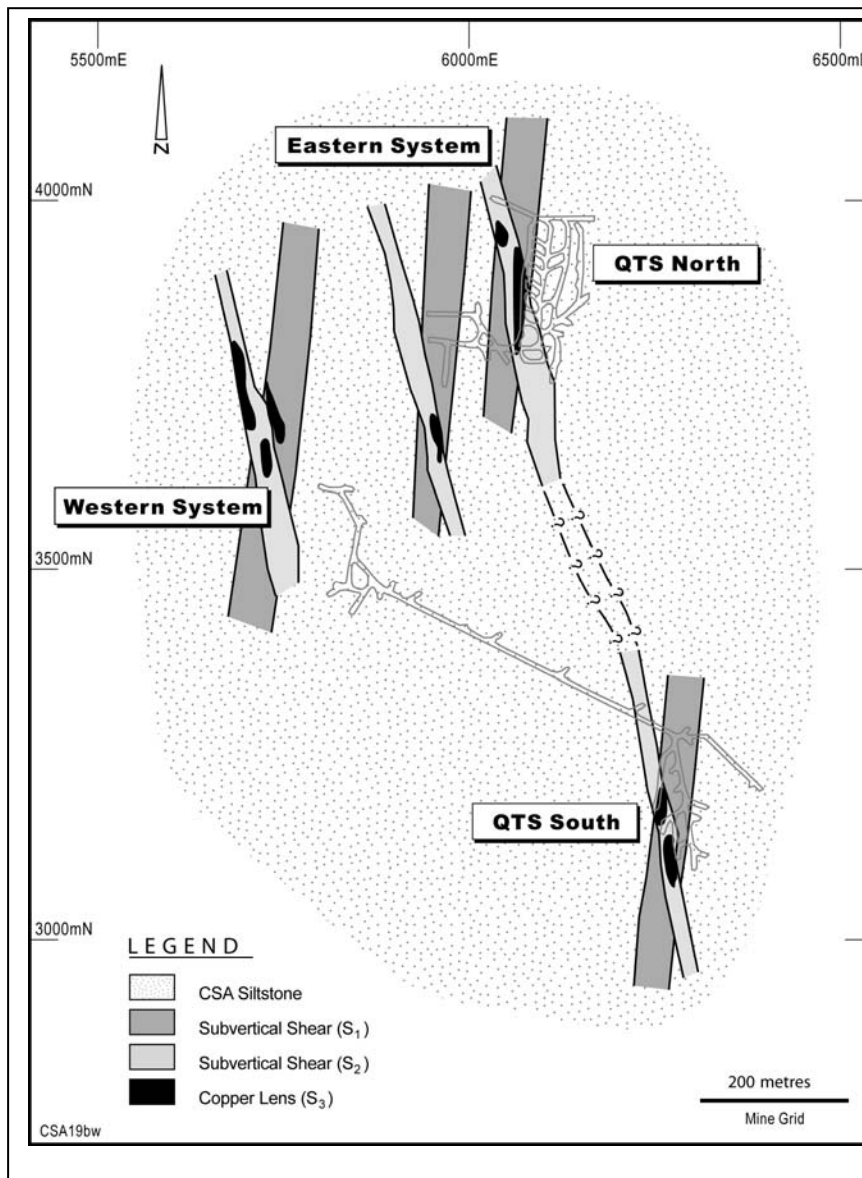 5500mE 6000mE 6500m
N
Eastern System
4000mN
QTS North
Western System
3500mN
? ?
? ?
? ?
? ?
QTS South
3000mN
LEGEND
CSA Siltstone
Subvertical Shear (S1)
Subvertical Shear (S2)
Copper Lens (S3)
200 metres
Mine Grid
CSA19bw